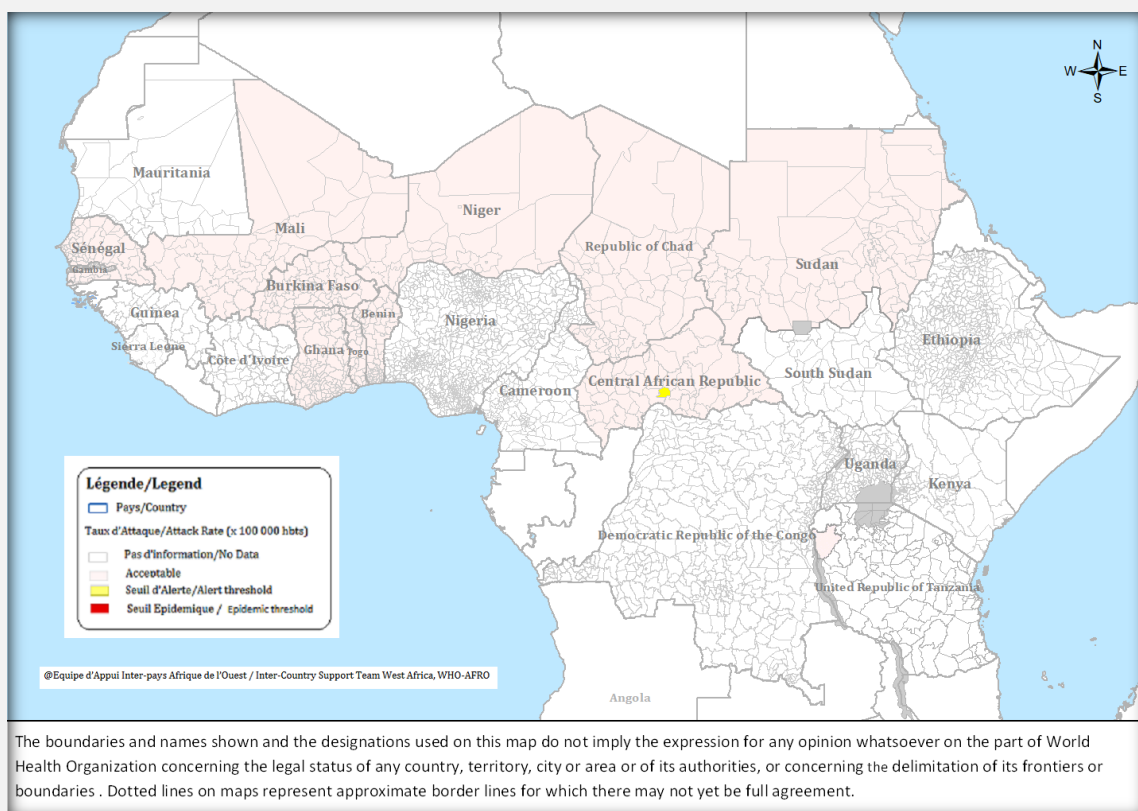 N
W E
S
Mauritania
Mali
Niger
Sénégal
Gambia
Republic of Chad
Sudan
Burkina Faso
Guinea
Benin
Nigeria
Sierra Leone
Côte d'Ivoire
Ghana
Togo
Ethiopia
South Sudan
Central African Republic
Cameroon
Uganda
Kenya
Democratic Republic of the Congo
United Republic of Tanzania
Angola
Légende/Legend
Pays/Country
Taux d'Attaque/Attack Rate (x 100 000 hbts)
Pas d'information/No Data
Acceptable
Seuil d'Alerte/Alert threshold
Seuil Epidemique / Epidemic threshold
@Equipe d'Appui Inter-pays Afrique de l'Ouest / Inter-Country Support Team West Africa, WHO-AFRO
The boundaries and names shown and the designations used on this map do not imply the expression for any opinion whatsoever on the part of World
Health Organization concerning the legal status of any country, territory, city or area or of its authorities, or concerning the delimitation of its frontiers or
boundaries . Dotted lines on maps represent approximate border lines for which there may not yet be full agreement.